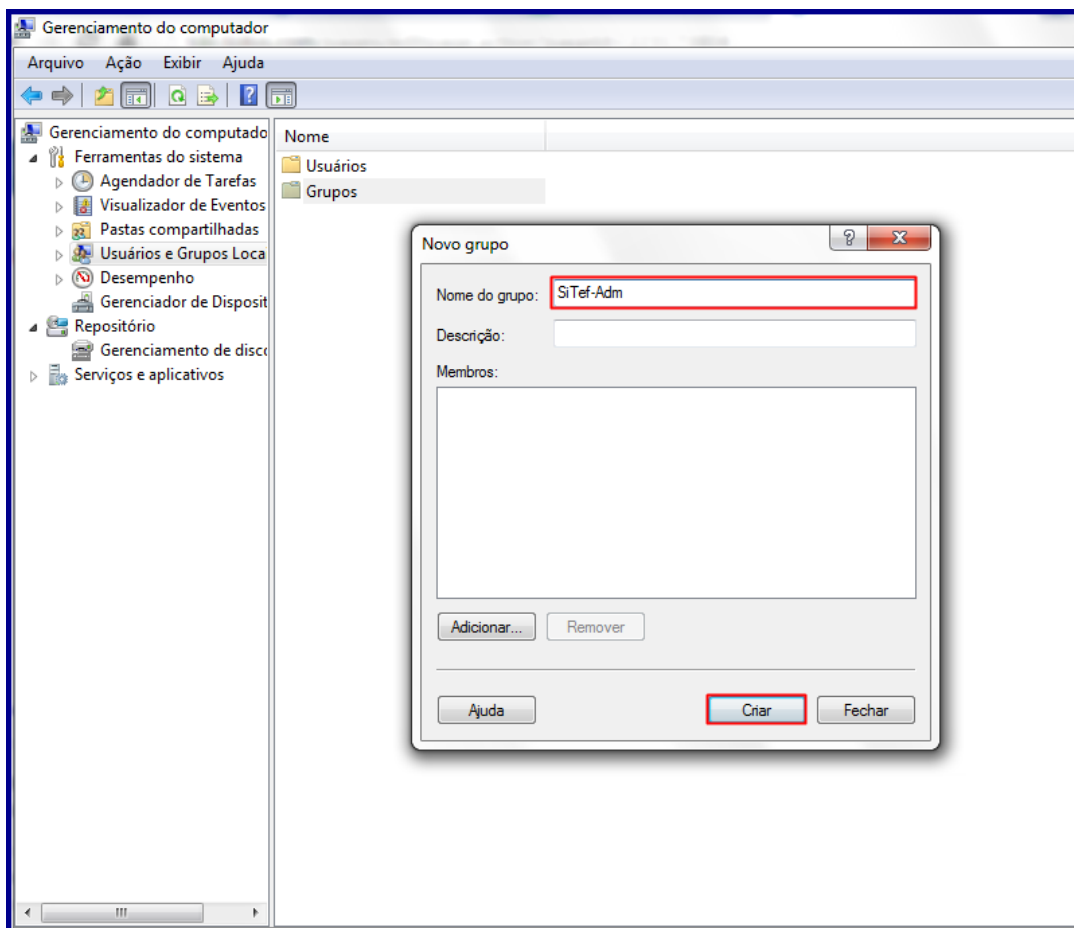 Gerenciamento do computador
Arquivo Ação Exibir Ajuda
Gerenciamento do computado
Ferramentas do sistema
Agendador de Tarefas
Visualizador de Eventos
Pastas compartilhadas
Usuários e Grupos Loca
Desempenho
Gerenciador de Disposit
Repositório
Gerenciamento de disco
Serviços e aplicativos
Nome
Usuários
Grupos
Novo grupo
Nome do grupo: SiTef-Adm
Descrição:
Membros:
Adicionar... Remover
Ajuda Criar Fechar